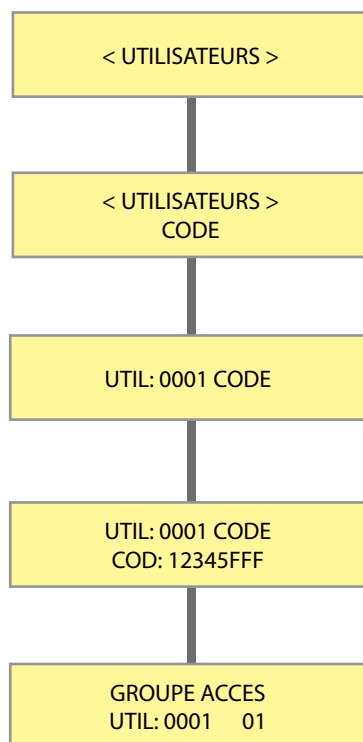 < UTILISATEURS >
< UTILISATEURS >
CODE
UTIL: 0001 CODE
UTIL: 0001 CODE
COD: 12345FFF
GROUPE ACCES
UTIL: 0001 01